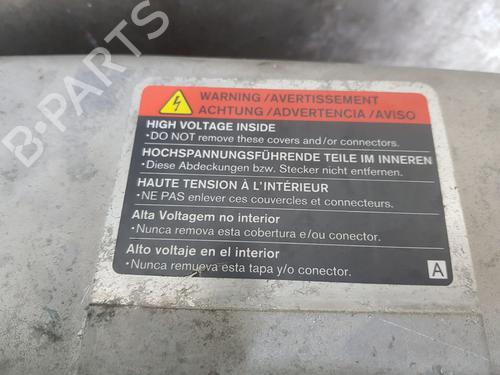 WARNING /AVERTISSEMENT
ACHTUNG /ADVERTENCIA /AVISO
HIGH VOLTAGE INSIDE
•DO NOT remove these covers and/or connectors.
HOCHSPANNUNGSFÜHRENDE TEILE IM INNEREN
•Diese Abdeckungen bzw. Stecker nicht entfernen.
HAUTE TENSION À L'INTÉRIEUR
•NE PAS enlever ces couvercles et connecteurs.
Alta Voltagem no interior
•Nunca remova esta cobertura e/ou conector.
Alto voltaje en el interior
•Nunca remueva esta tapa y/o conector.
A
B-PARTS